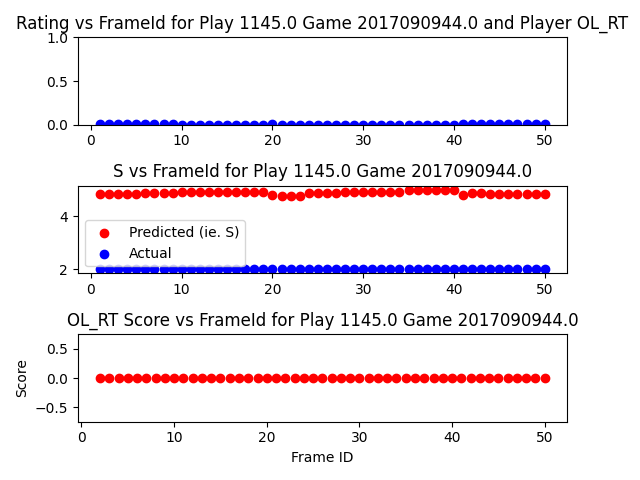 Rating vs FrameId for Play 1145.0 Game 2017090944.0 and Player OL_RT
1.0
0.5
0.0
0 10 20 30 40 50
S vs FrameId for Play 1145.0 Game 2017090944.0
4
2
Predicted (ie. S)
Actual
0 10 20 30 40 50
OL_RT Score vs FrameId for Play 1145.0 Game 2017090944.0
Score
0.5
0.0
−0.5
0 10 20 30 40 50
Frame ID